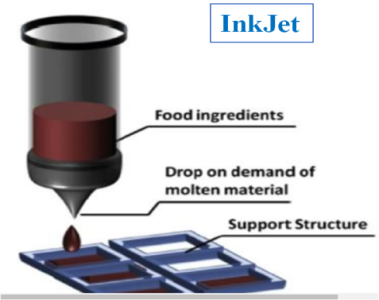 InkJet
Food ingredients
Drop on demand of
molten material
Support Structure